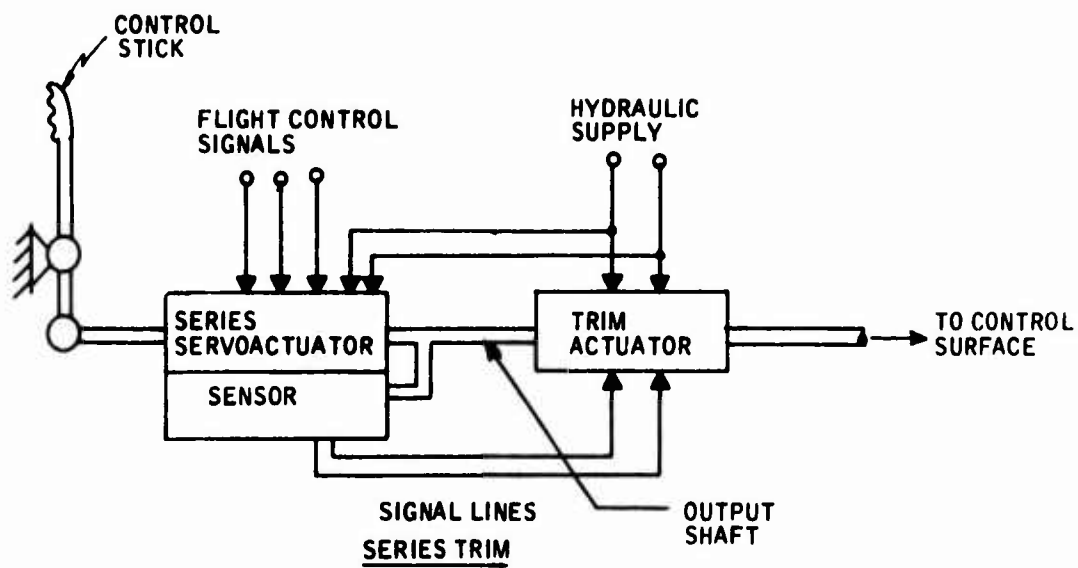 CONTROL
STICK
FLIGHT CONTROL
SIGNALS
HYDRAULIC
SUPPLY
SERIES
SERVOACTUATOR
SENSOR
TRIM
ACTUATOR
TO CONTROL
SURFACE
SIGNAL LINES
OUTPUT
SHAFT
SERIES TRIM